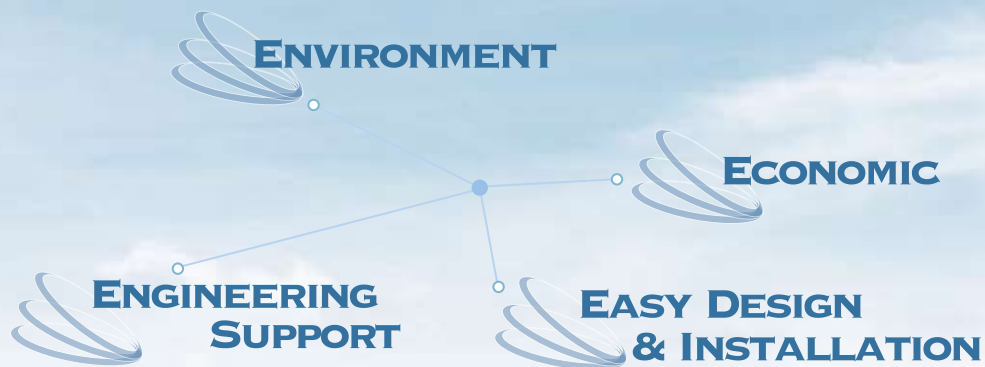 ENVIRONMENT
ECONOMIC
ENGINEERING
SUPPORT
EASY DESIGN
& INSTALLATION